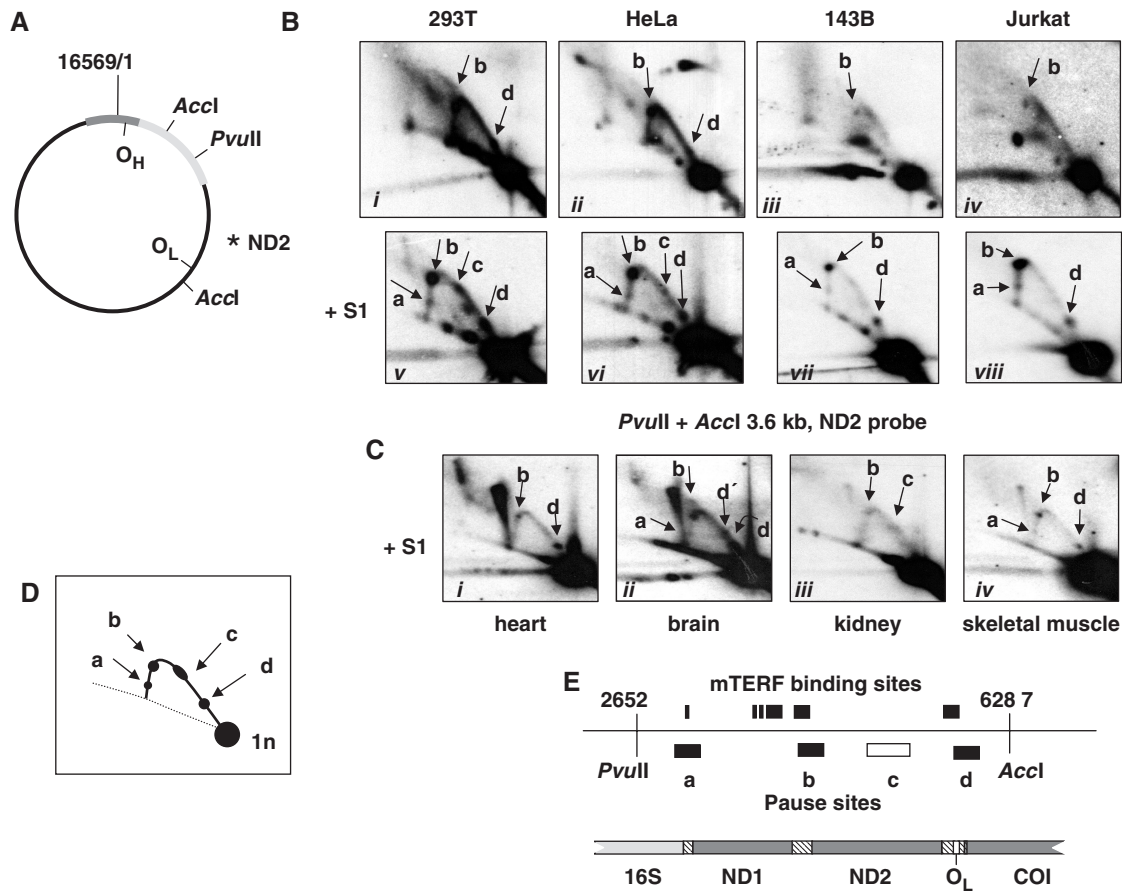 A
16569/1
AccI
PvuII
OH
OL
* ND2
AccI
B
293T
HeLa
143B
Jurkat
b
d
i
b
d
ii
b
iii
b
iv
+ S1
b
c
a
d
v
b
c
a
d
vi
b
a
d
vii
b
a
d
viii
PvuII + AccI 3.6 kb, ND2 probe
C
+ S1
b
d
a
i
b
d´
a
d
ii
b
c
iii
b
d
a
iv
heart
brain
kidney
skeletal muscle
D
b
c
a
d
1n
E
mTERF binding sites
2652
628 7
PvuII
AccI
a
b
c
d
Pause sites
16S
ND1
ND2
OL
COI